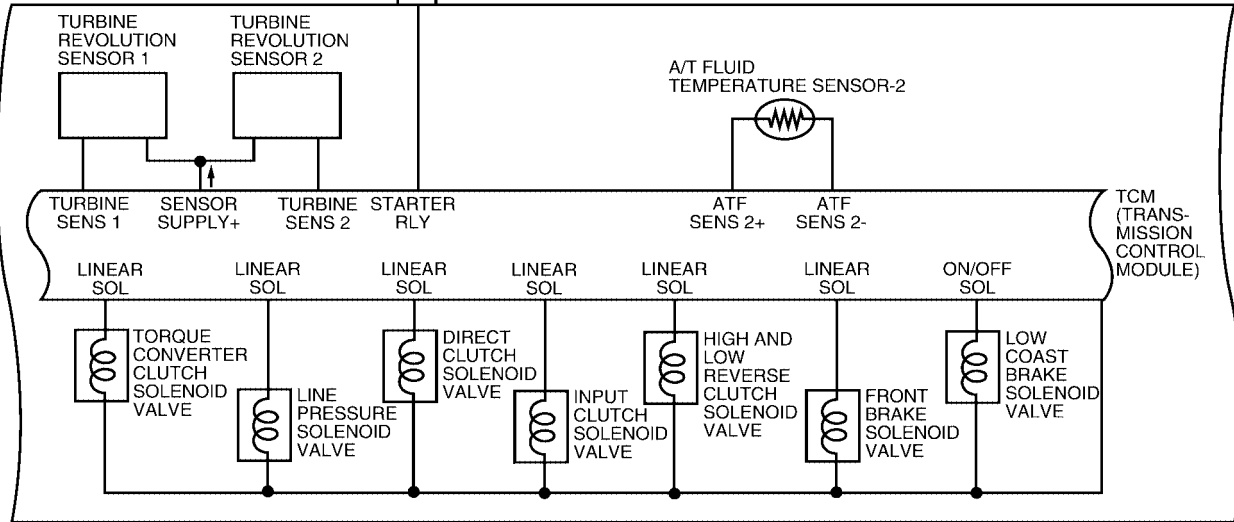 TURBINE
REVOLUTION
SENSOR 1
TURBINE
REVOLUTION
SENSOR 2
A/T FLUID
TEMPERATURE SENSOR-2
TURBINE
SENS 1
SENSOR
SUPPLY+
TURBINE
SENS 2
STARTER
RLY
ATF
SENS 2+
ATF
SENS 2-
TCM
(TRANS-
MISSION
CONTROL
MODULE)
LINEAR
SOL
LINEAR
SOL
LINEAR
SOL
LINEAR
SOL
LINEAR
SOL
LINEAR
SOL
ON/OFF
SOL
TORQUE
CONVERTER
CLUTCH
SOLENOID
VALVE
LINE
PRESSURE
SOLENOID
VALVE
DIRECT
CLUTCH
SOLENOID
VALVE
INPUT
CLUTCH
SOLENOID
VALVE
HIGH AND
LOW
REVERSE
CLUTCH
SOLENOID
VALVE
FRONT
BRAKE
SOLENOID
VALVE
LOW
COAST
BRAKE
SOLENOID
VALVE